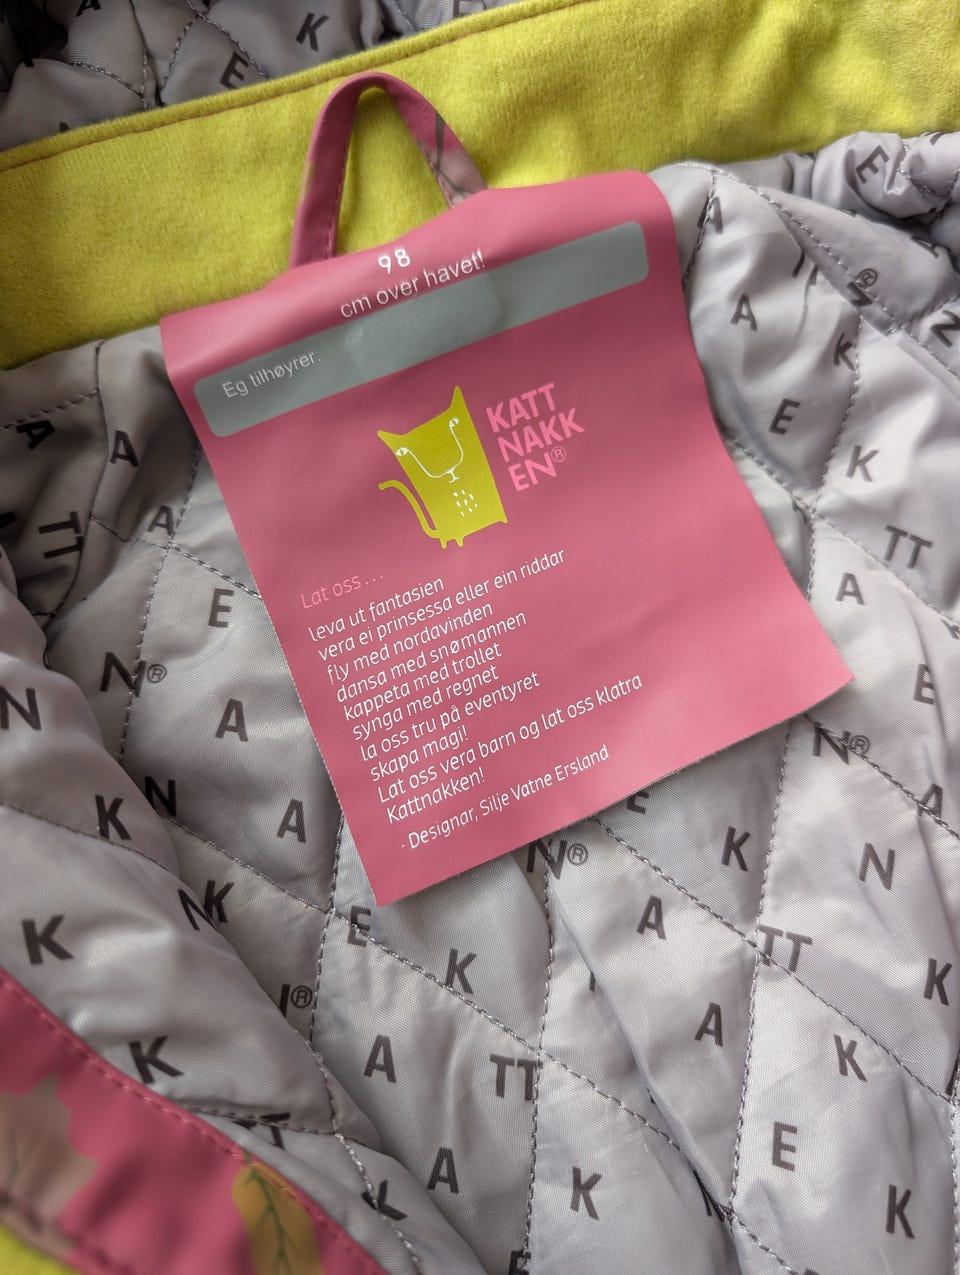 98
cm over havet!
Eg tilhøyrer:
KATT
NAKK
EN®
Lat oss...
leva ut fantasien
vera ei prinsessa eller ein riddar
fly med nordavinden
dansa med snømannen
kappeta med trollet
synga med regnet
la oss tru på eventyret
skapa magi!
Lat oss vera barn og lat oss klatra
Kattnakken!
- Designar, Silje Vatne Ersland